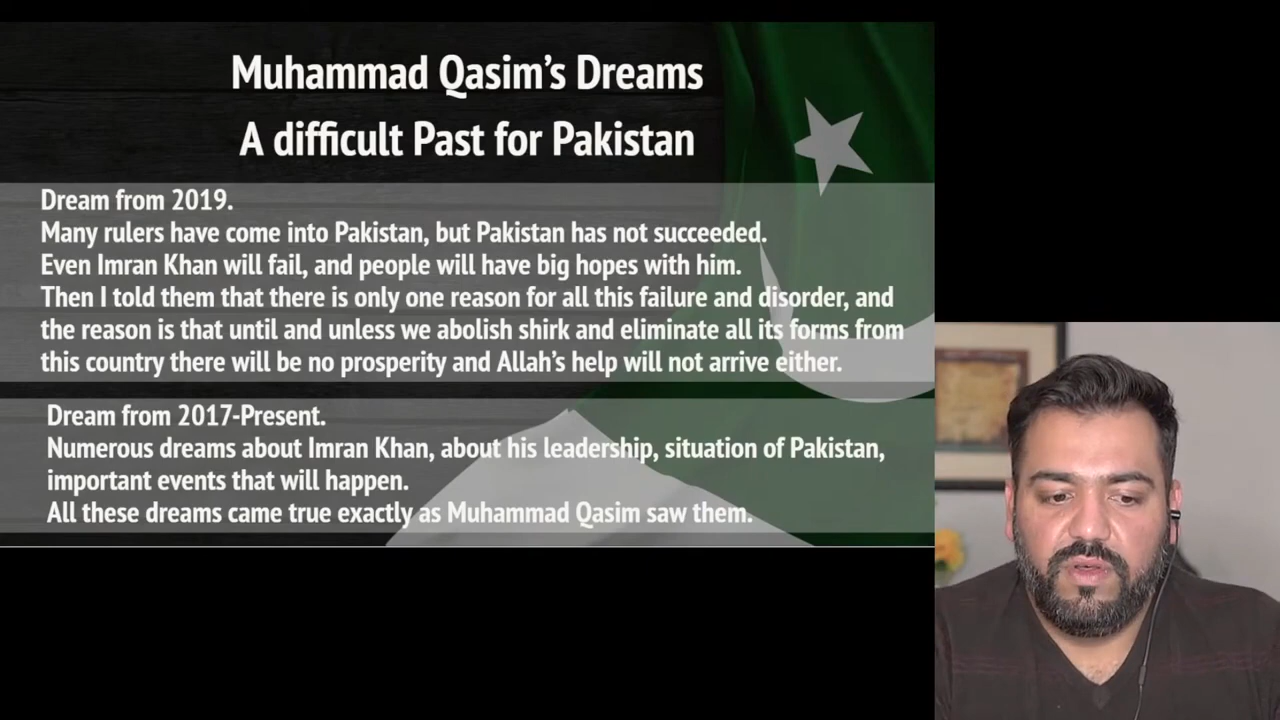 Muhammad Qasim’s Dreams
A difficult Past for Pakistan
Dream from 2019.
Many rulers have come into Pakistan, but Pakistan has not succeeded.
Even Imran Khan will fail, and people will have big hopes with him.
Then I told them that there is only one reason for all this failure and disorder, and
the reason is that until and unless we abolish shirk and eliminate all its forms from
this country there will be no prosperity and Allah’s help will not arrive either.
Dream from 2017-Present.
Numerous dreams about Imran Khan, about his leadership, situation of Pakistan,
important events that will happen.
All these dreams came true exactly as Muhammad Qasim saw them.